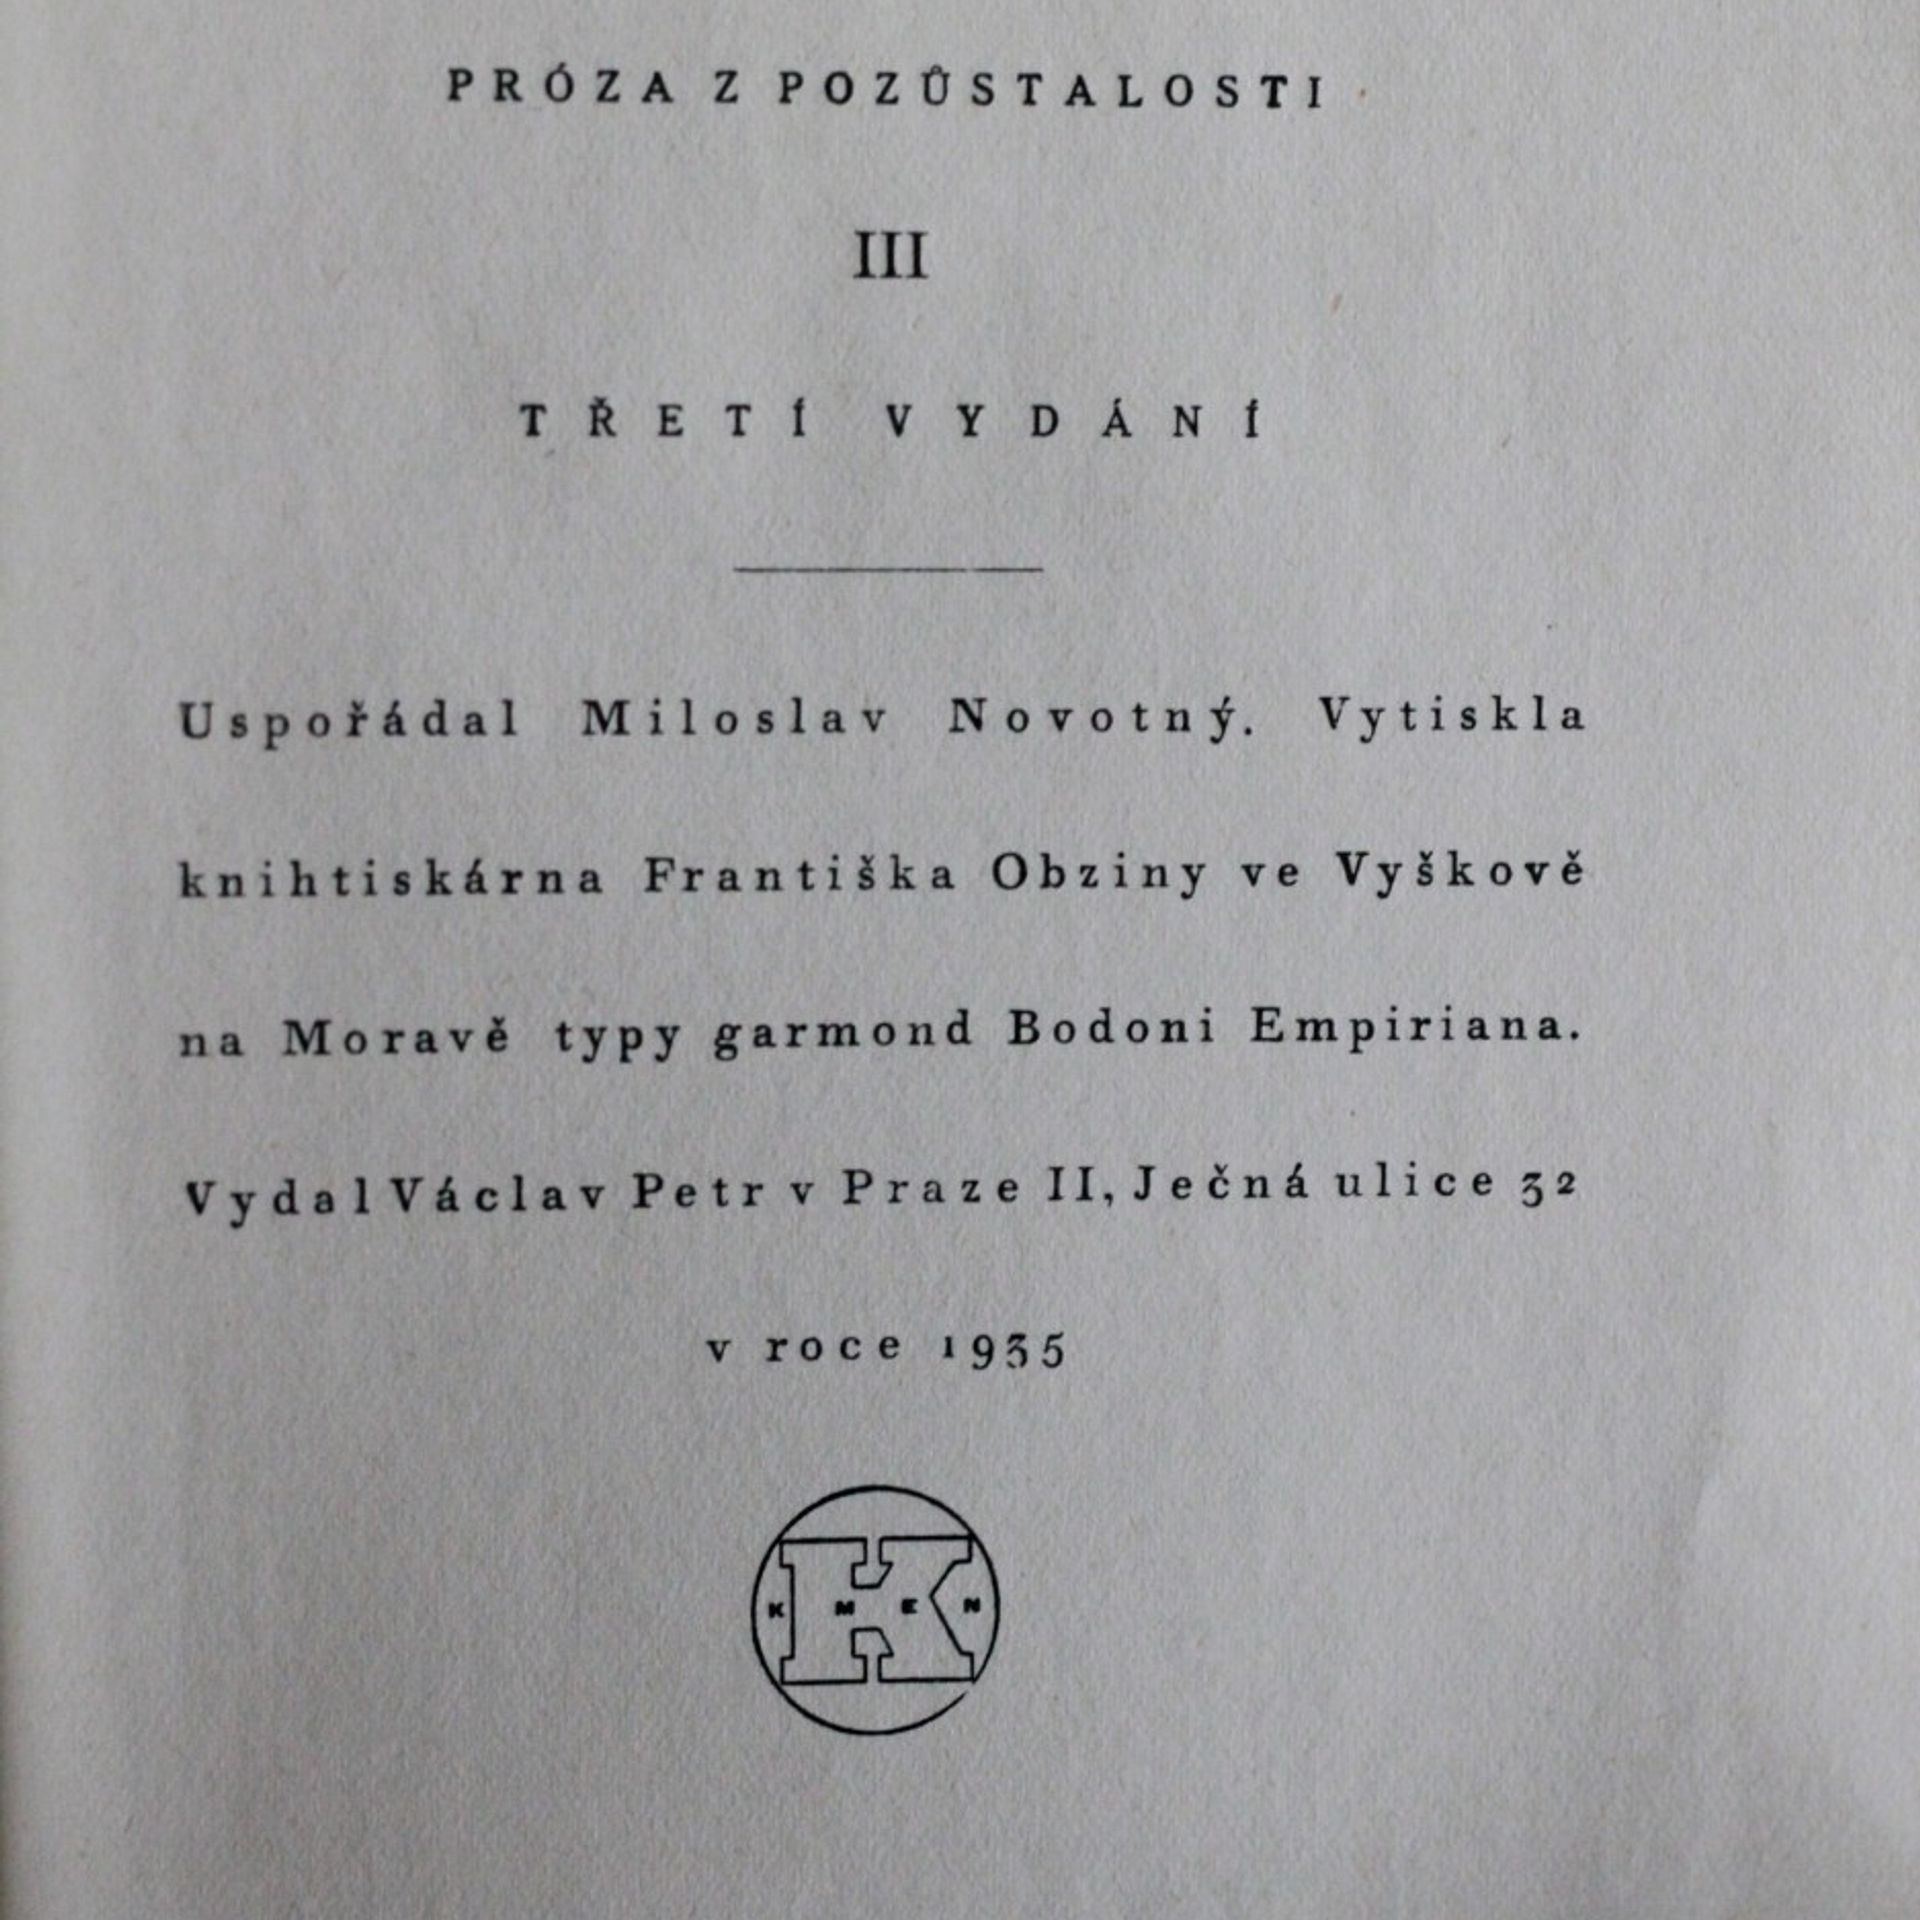 PRÓZA Z POZŮSTALOSTI
III
TŘETÍ VYDÁNÍ
Uspořádal Miloslav Novotný. Vytiskla
knihtiskárna Františka Obziny ve Vyškově
na Moravě typy garmond Bodoni Empiriana.
Vydal Václav Petr v Praze II, Ječná ulice 32
v roce 1935
K
KMEN